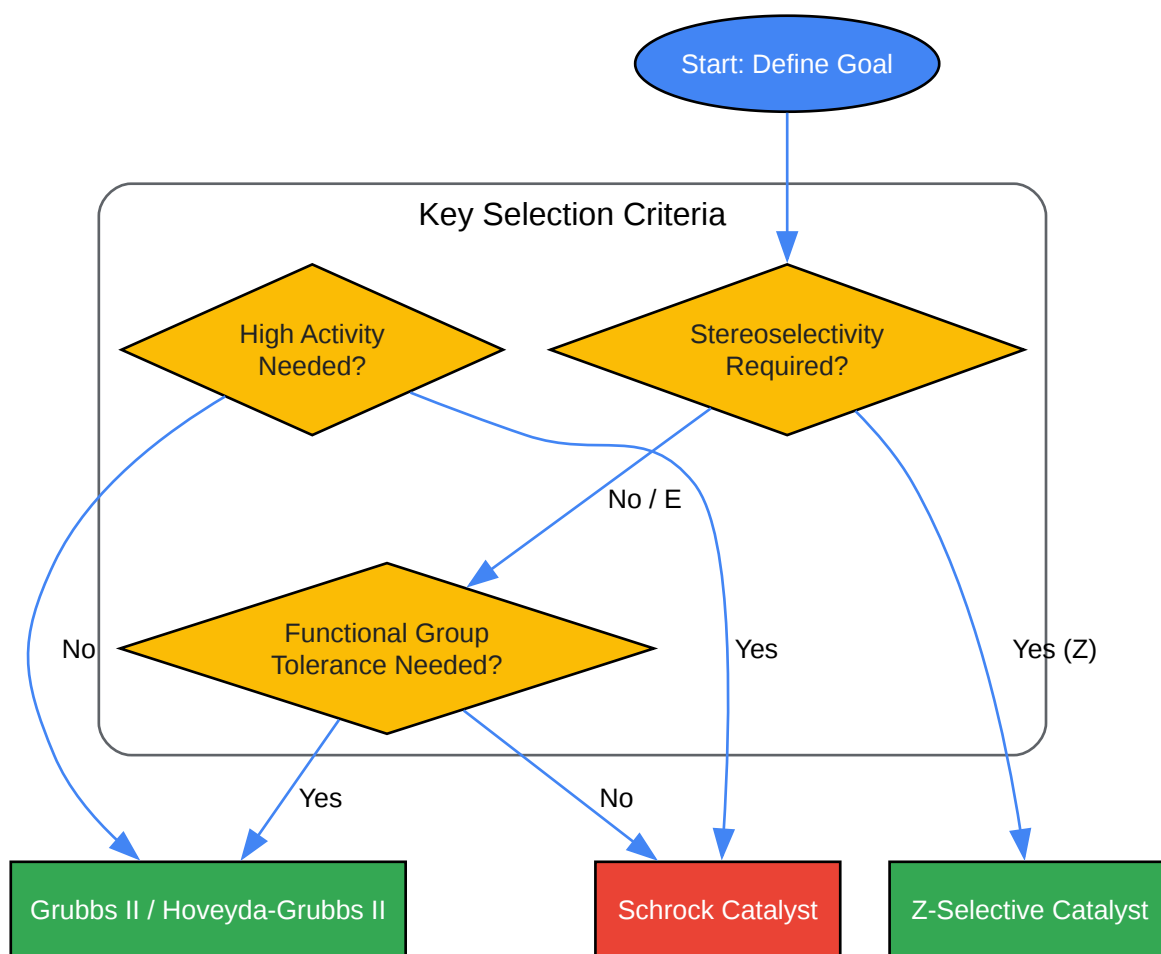 Start: Define Goal
Key Selection Criteria
High Activity
Needed?
Stereoselectivity
Required?
No / E
Functional Group
Tolerance Needed?
No
Yes
Yes (Z)
Yes
No
Grubbs II / Hoveyda-Grubbs II
Schrock Catalyst
Z-Selective Catalyst